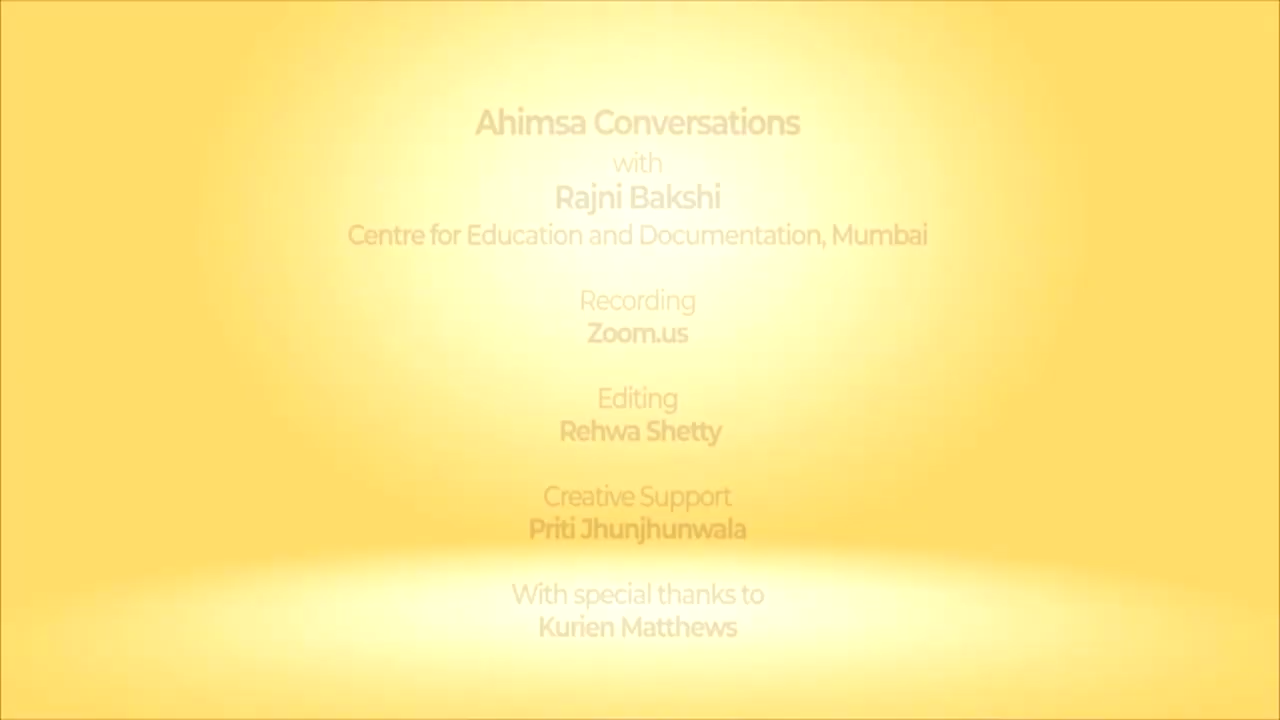 Ahimsa Conversations
with
Rajni Bakshi
Centre for Education and Documentation, Mumbai
Recording
Zoom.us
Editing
Rehwa Shetty
Creative Support
Priti Jhunjhunwala
With special thanks to
Kurien Matthews